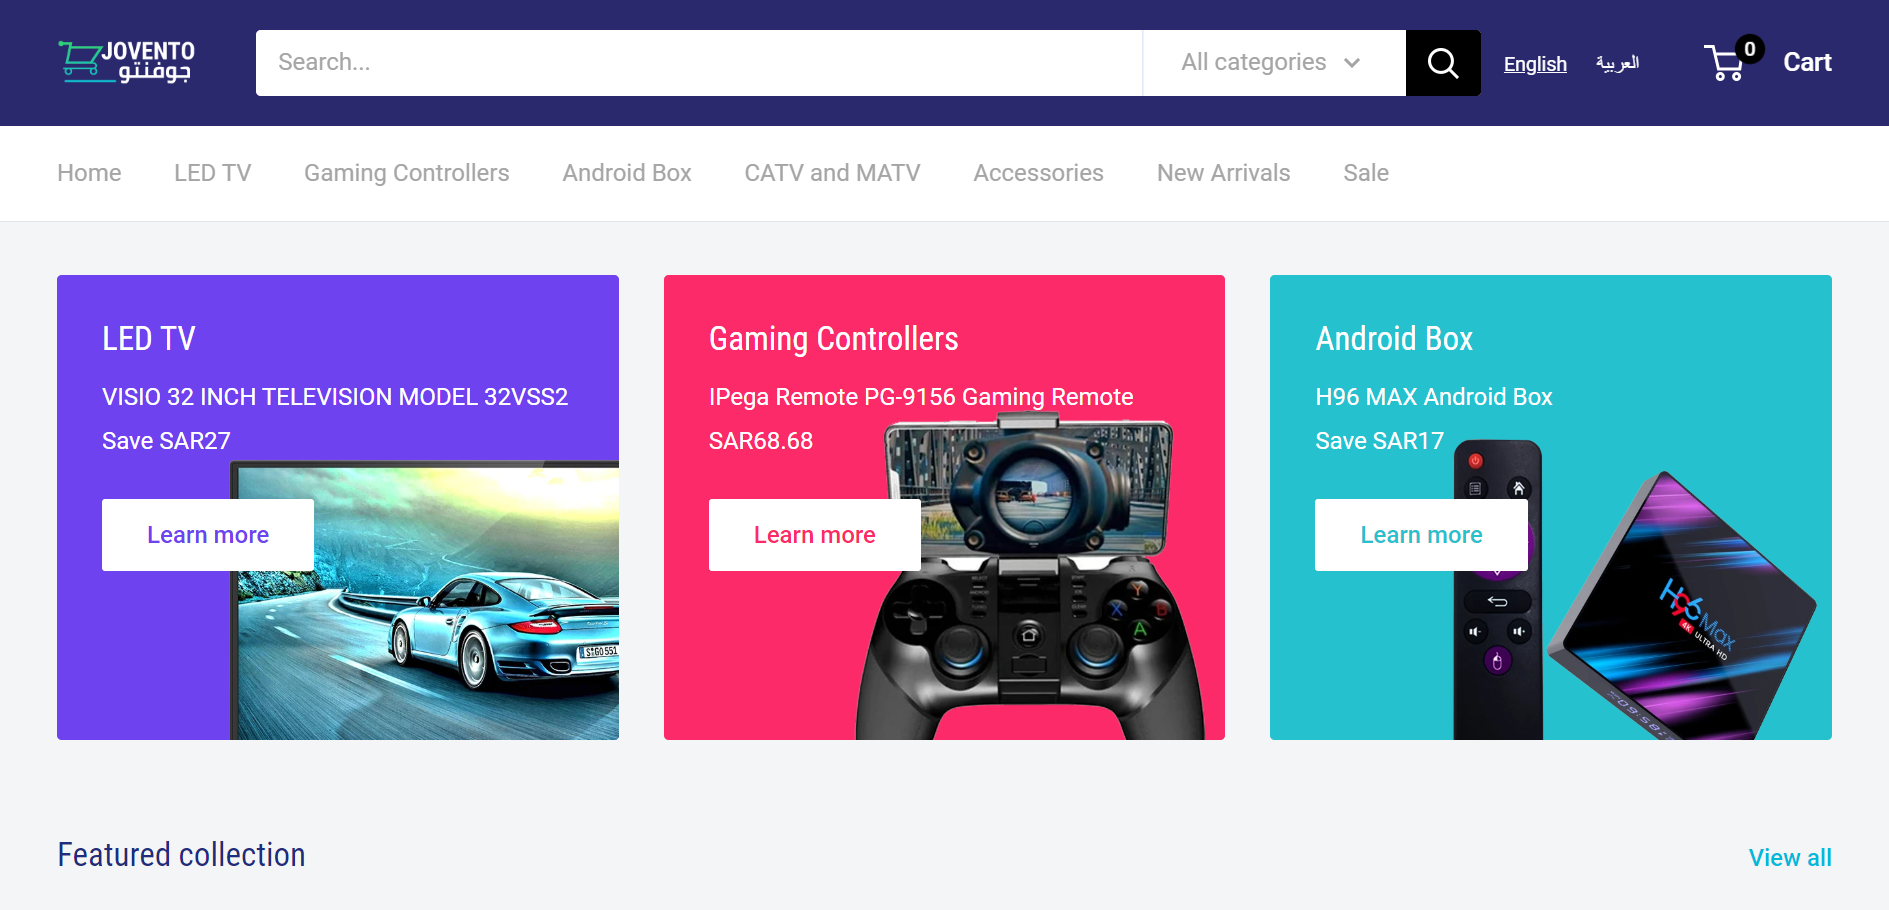 JOVENTO
جوفنتو
Search...
All categories
English
العربية
0
Cart
Home
LED TV
Gaming Controllers
Android Box
CATV and MATV
Accessories
New Arrivals
Sale
LED TV
VISIO 32 INCH TELEVISION MODEL 32VSS2
Save SAR27
Learn more
S:GO 551
Gaming Controllers
IPega Remote PG-9156 Gaming Remote
SAR68.68
Learn more
Y
X
B
A
Android Box
H96 MAX Android Box
Save SAR17
Learn more
H96 Max
4K ULTRA HD
Featured collection
View all